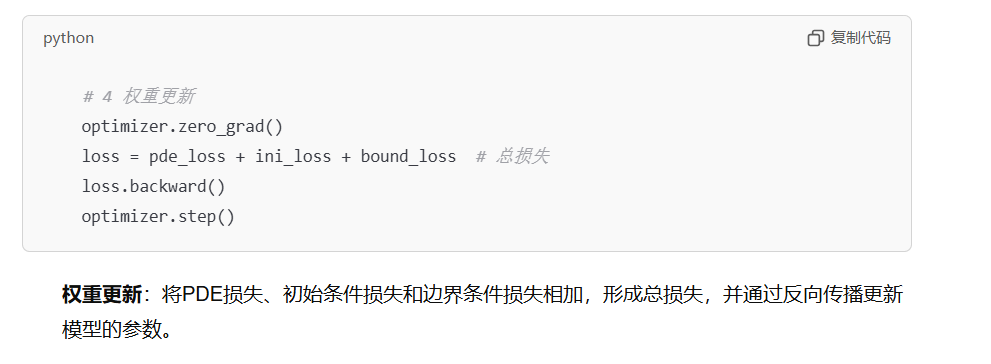 python
复制代码
# 4 权重更新
optimizer.zero_grad()
loss = pde_loss + ini_loss + bound_loss  # 总损失
loss.backward()
optimizer.step()
权重更新：将PDE损失、初始条件损失和边界条件损失相加，形成总损失，并通过反向传播更新
模型的参数。